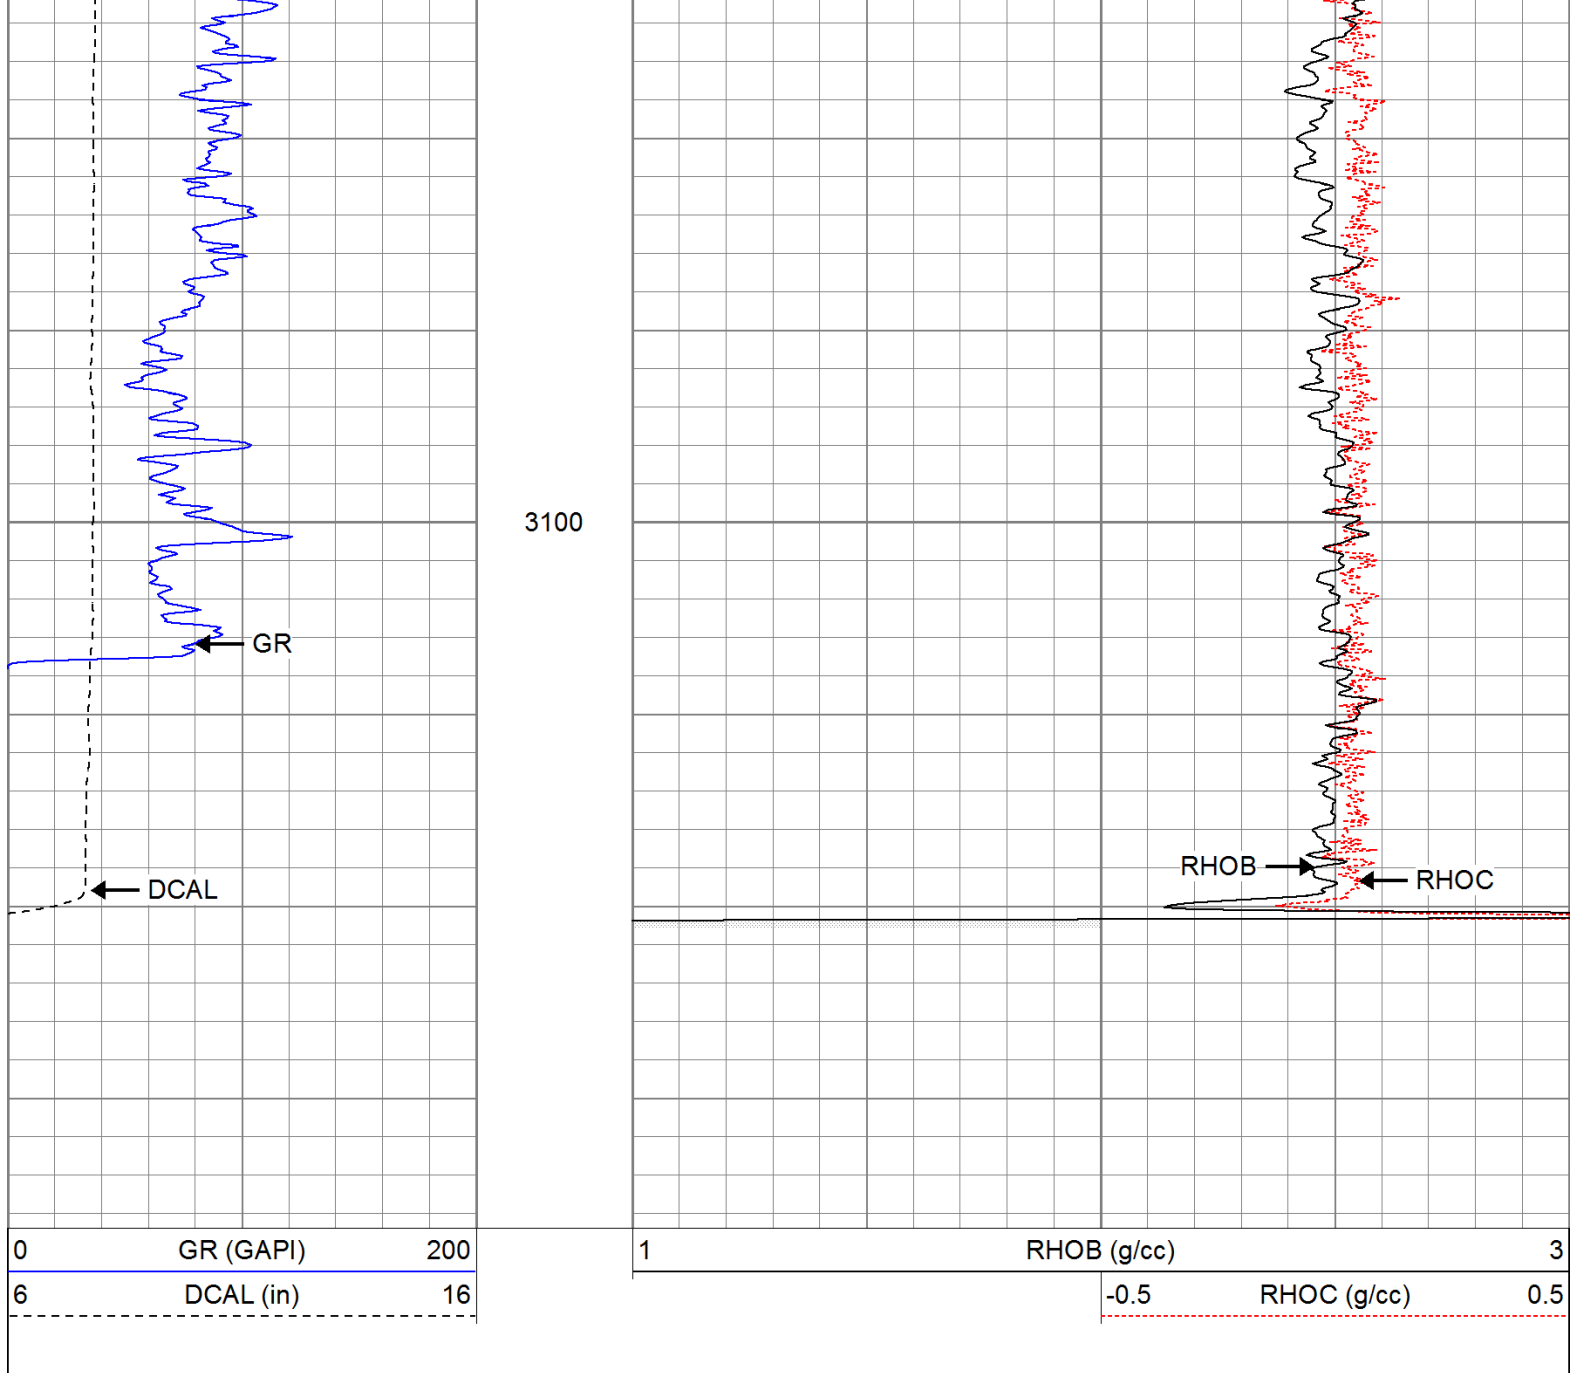 3100
GR
DCAL
RHOB
RHOC
0 GR (GAPI) 200
1 RHOB (g/cc) 3
6 DCAL (in) 16
-0.5 RHOC (g/cc) 0.5